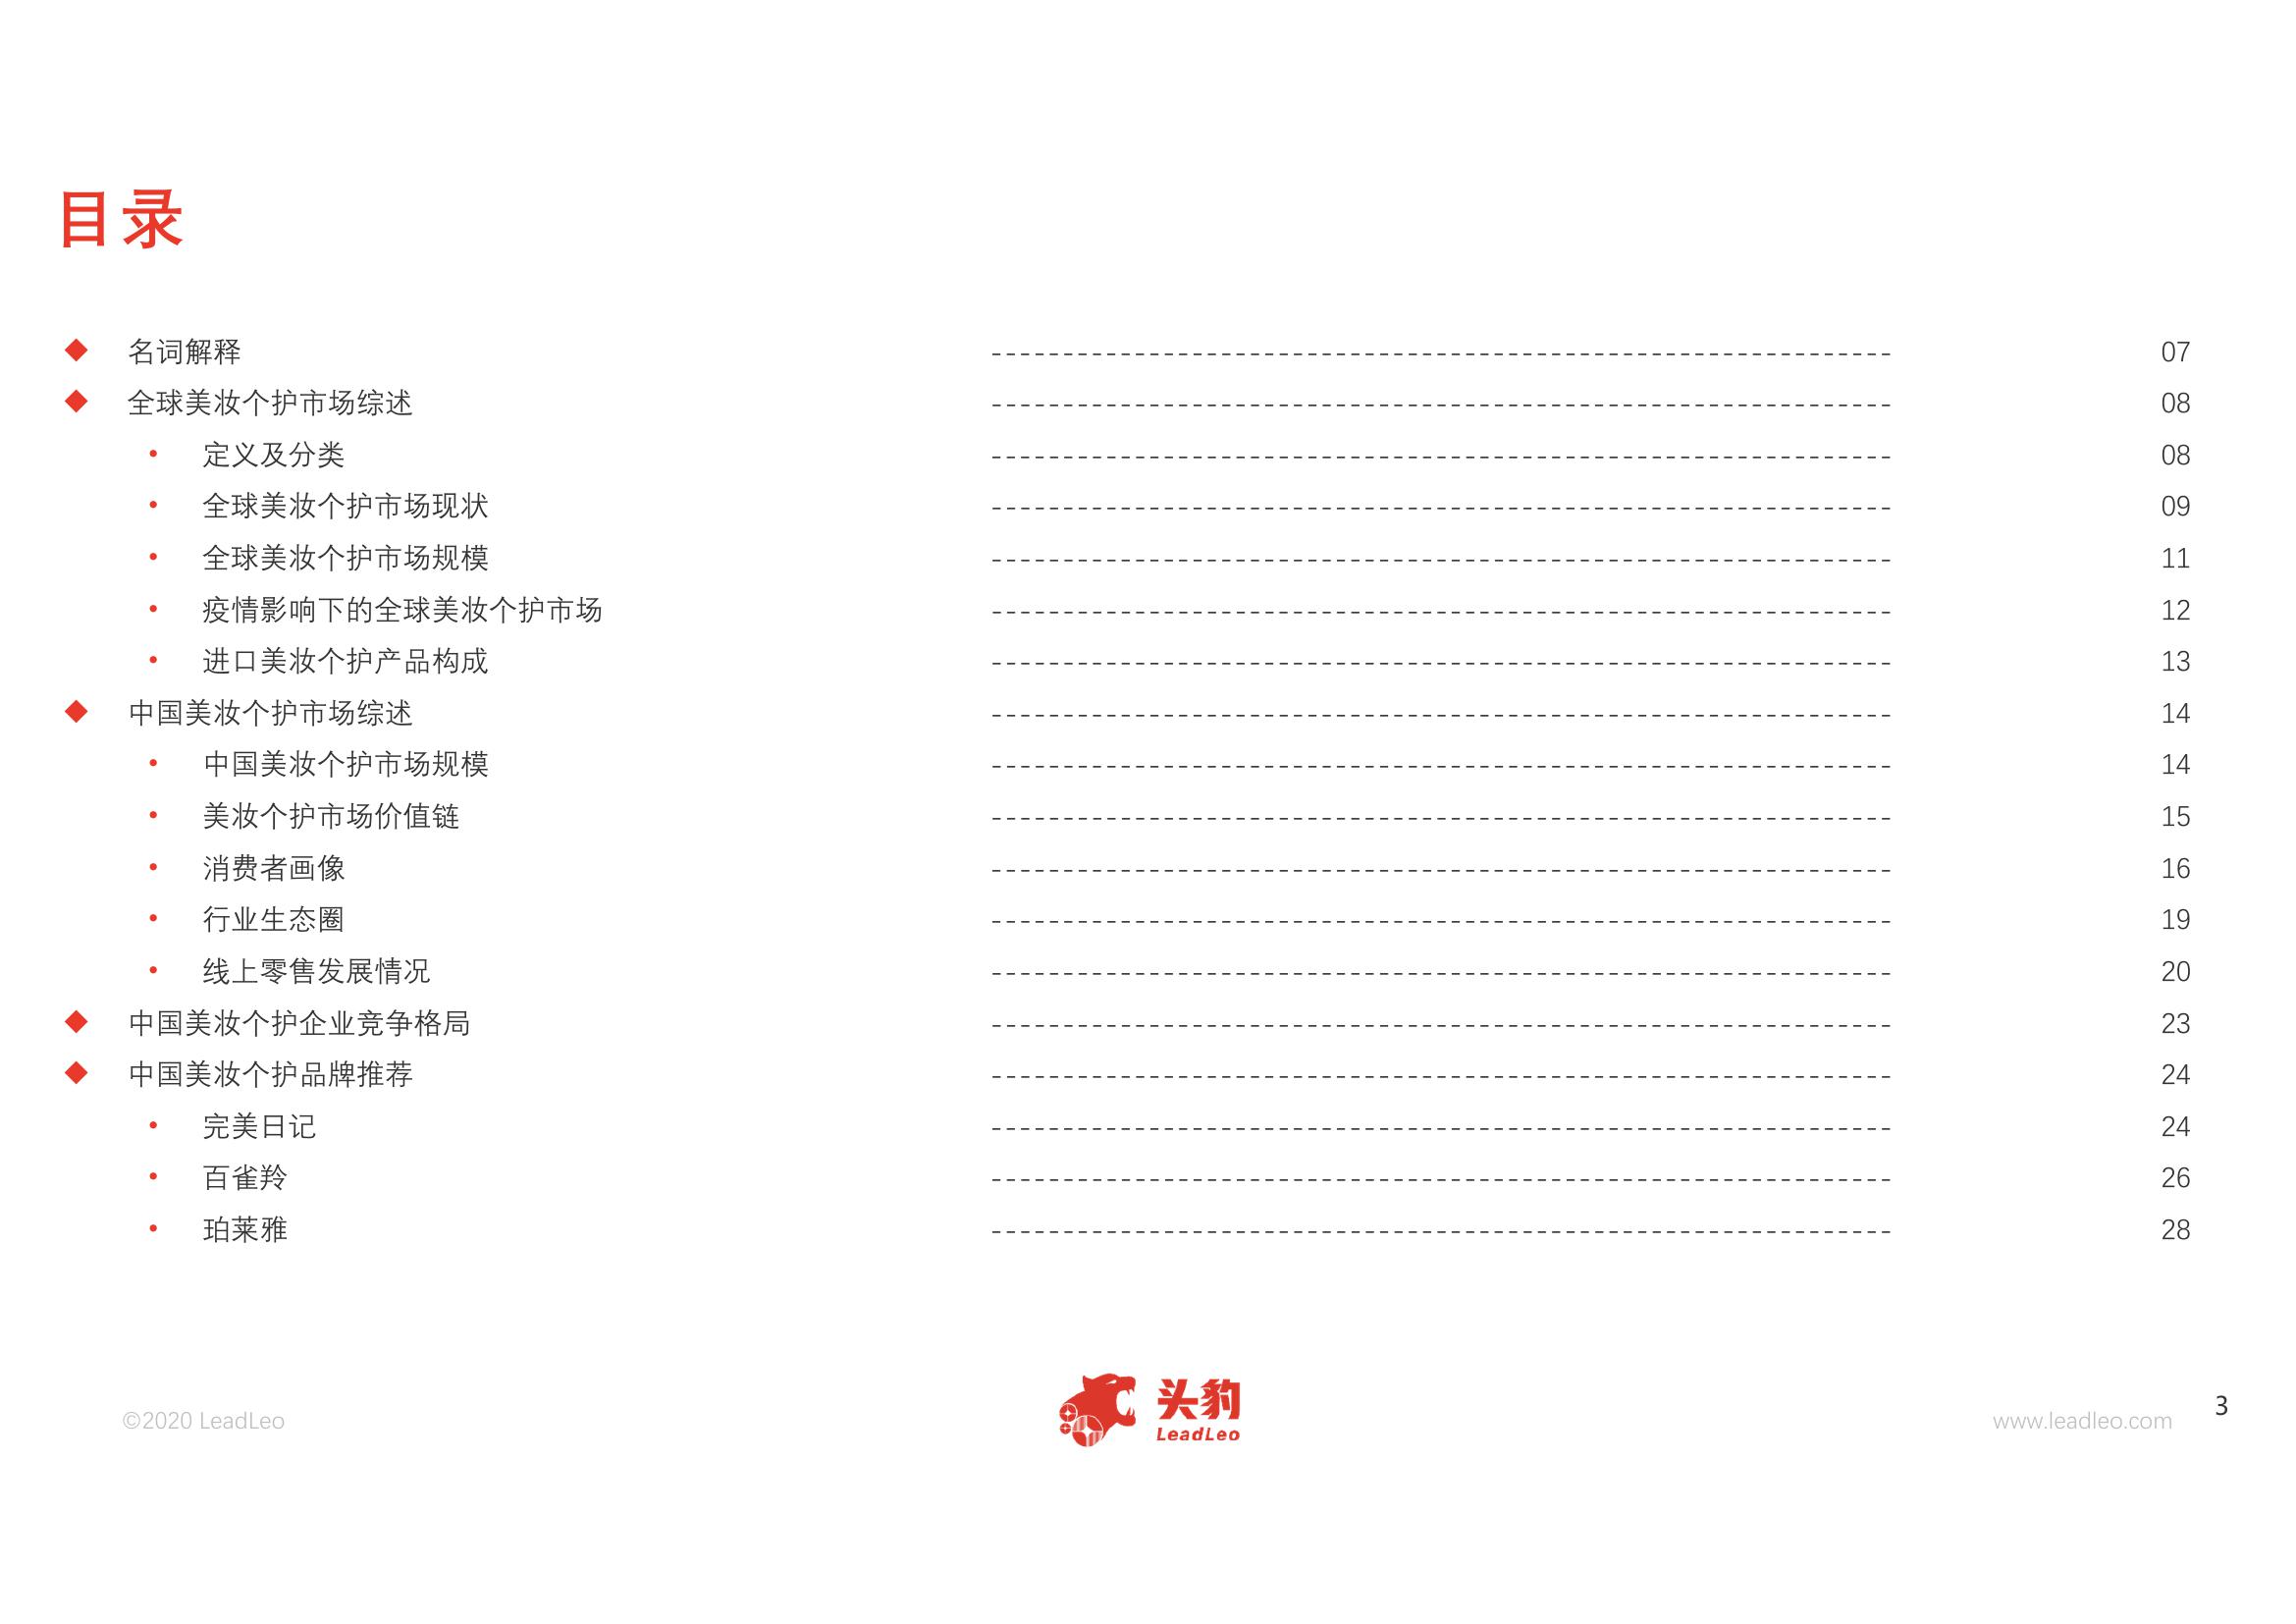 目录
名词解释 ------------------------------------------------------------ 07
全球美妆个护市场综述 ------------------------------------------------------------ 08
定义及分类 ------------------------------------------------------------ 08
全球美妆个护市场现状 ------------------------------------------------------------ 09
全球美妆个护市场规模 ------------------------------------------------------------ 11
疫情影响下的全球美妆个护市场 ------------------------------------------------------------ 12
进口美妆个护产品构成 ------------------------------------------------------------ 13
中国美妆个护市场综述 ------------------------------------------------------------ 14
中国美妆个护市场规模 ------------------------------------------------------------ 14
美妆个护市场价值链 ------------------------------------------------------------ 15
消费者画像 ------------------------------------------------------------ 16
行业生态圈 ------------------------------------------------------------ 19
线上零售发展情况 ------------------------------------------------------------ 20
中国美妆个护企业竞争格局 ------------------------------------------------------------ 23
中国美妆个护品牌推荐 ------------------------------------------------------------ 24
完美日记 ------------------------------------------------------------ 24
百雀羚 ------------------------------------------------------------ 26
珀莱雅 ------------------------------------------------------------ 28
©2020 LeadLeo
头豹
LeadLeo
www.leadleo.com
3